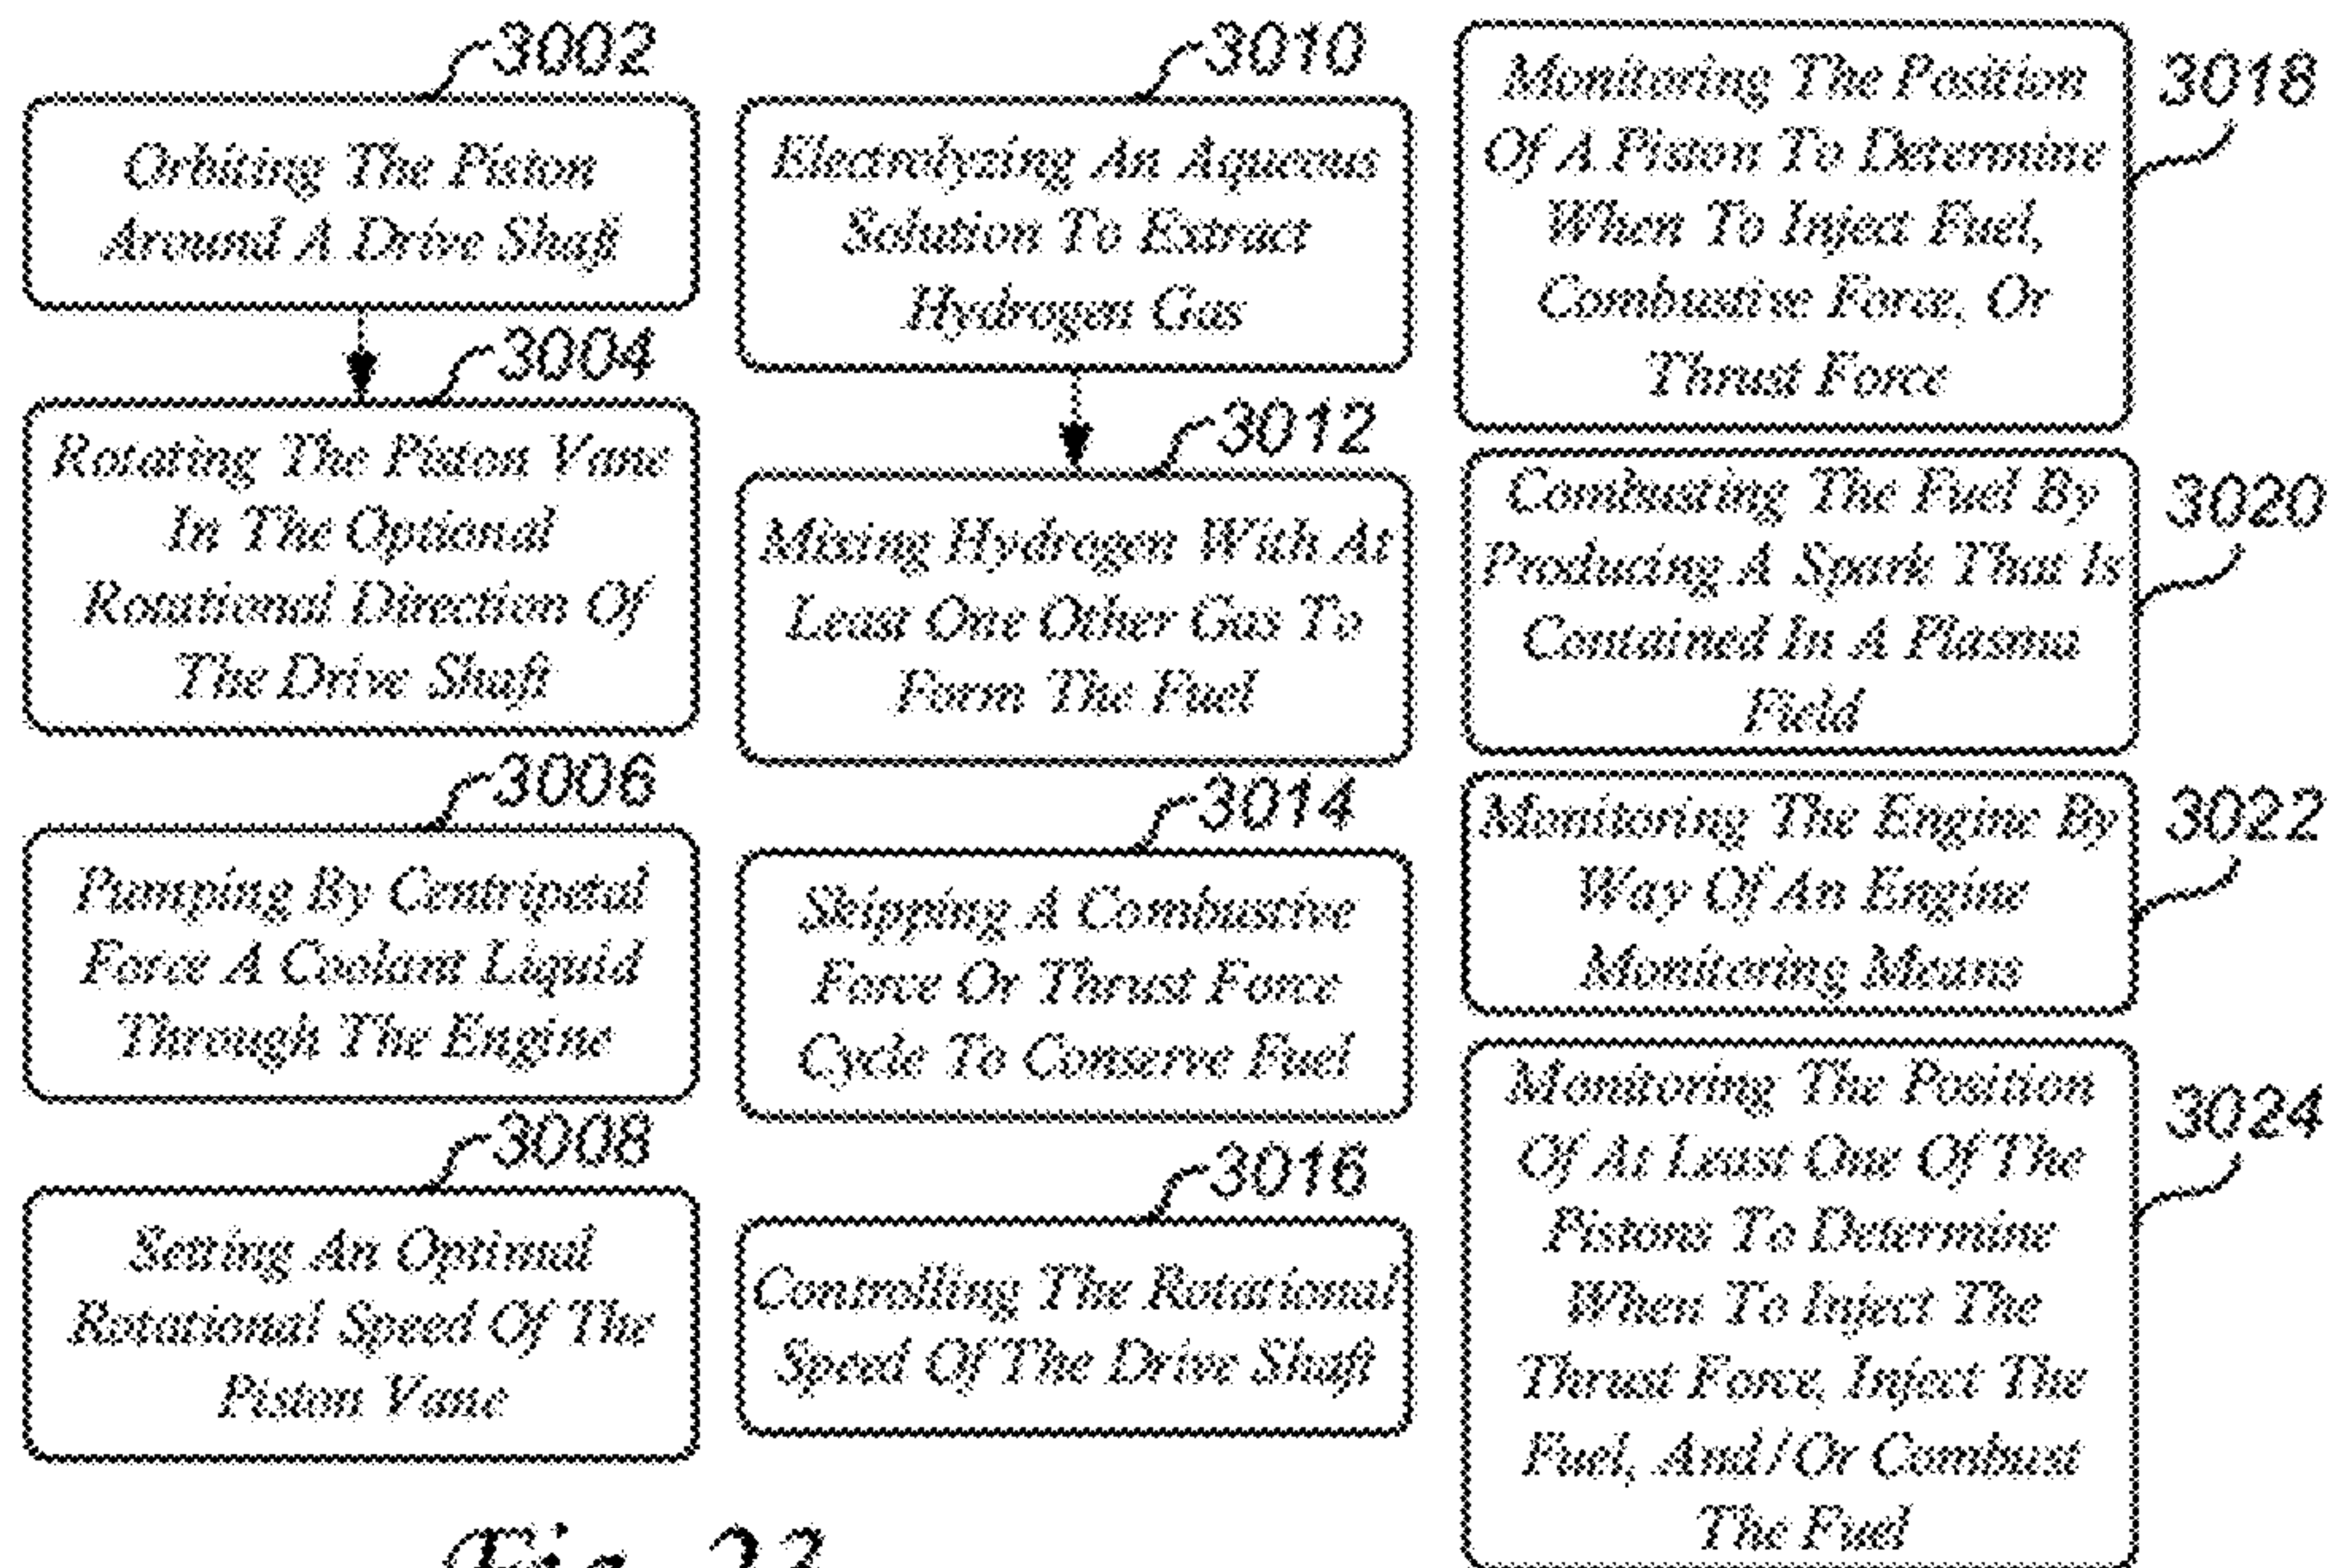 3002
Orbiting The Piston
Around A Drive Shaft
3004
Rotating The Piston Vane
In The Optional
Rotational Direction Of
The Drive Shaft
3006
Pumping By Centripetal
Force A Coolant Liquid
Through The Engine
3008
Setting An Optimal
Rotational Speed Of The
Piston Vane
3010
Electrolyzing An Aqueous
Solution To Extract
Hydrogen Gas
3012
Mixing Hydrogen With At
Least One Other Gas To
Form The Fuel
3014
Skipping A Combustive
Force Or Thrust Force
Cycle To Conserve Fuel
3016
Controlling The Rotational
Speed Of The Drive Shaft
3018
Monitoring The Position
Of A Piston To Determine
When To Inject Fuel,
Combustive Force, Or
Thrust Force
3020
Combusting The Fuel By
Producing A Spark That Is
Contained In A Plasma
Field
3022
Monitoring The Engine By
Way Of An Engine
Monitoring Means
3024
Monitoring The Position
Of At Least One Of The
Pistons To Determine
When To Inject The
Thrust Force, Inject The
Fuel, And/Or Combust
The Fuel